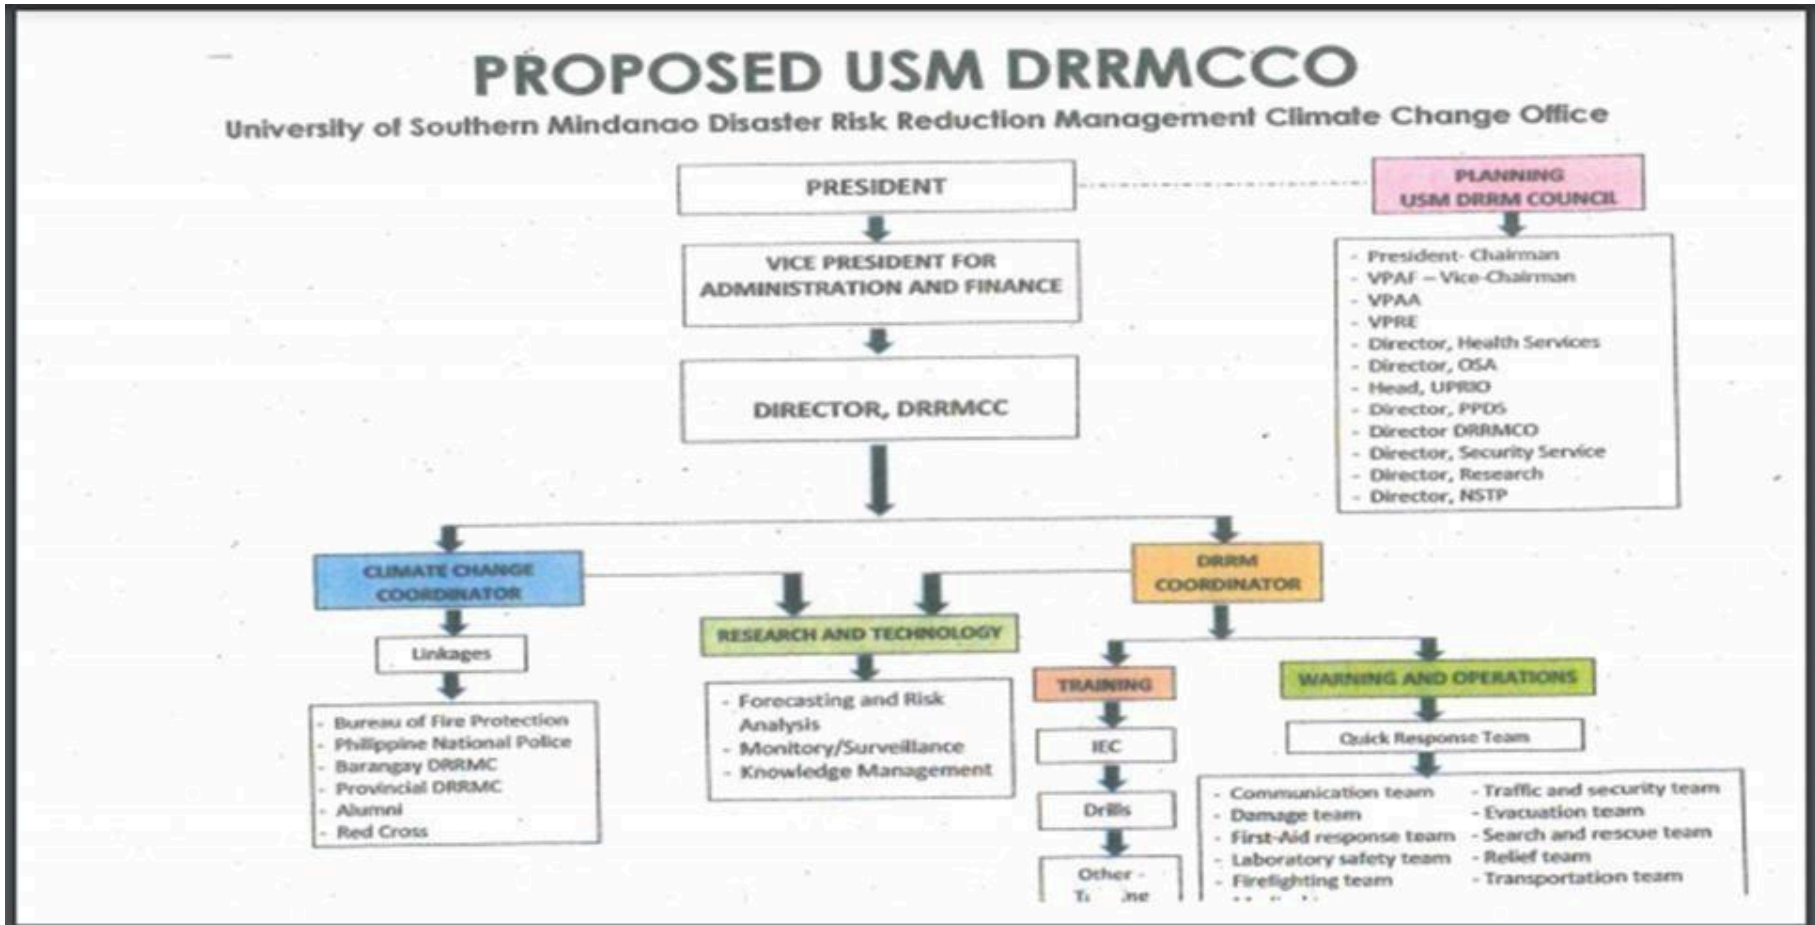 PROPOSED USM DRRMCCO
University of Southern Mindanao Disaster Risk Reduction Management Climate Change Office
PRESIDENT
PLANNING
USM DRRM COUNCIL
VICE PRESIDENT FOR
ADMINISTRATION AND FINANCE
- President- Chairman
- VPAF – Vice-Chairman
- VPAA
- VPRE
- Director, Health Services
- Director, OSA
- Head, UPRIO
- Director, PPDS
- Director DRRMCO
- Director, Security Service
- Director, Research
- Director, NSTP
DIRECTOR, DRRMCC
CLIMATE CHANGE
COORDINATOR
DRRM
COORDINATOR
Linkages
- Bureau of Fire Protection
- Philippine National Police
- Barangay DRRMC
- Provincial DRRMC
- Alumni
- Red Cross
RESEARCH AND TECHNOLOGY
- Forecasting and Risk
Analysis
- Monitory/Surveillance
- Knowledge Management
TRAINING
IEC
Drills
Other -
WARNING AND OPERATIONS
Quick Response Team
- Communication team
- Damage team
- First-Aid response team
- Laboratory safety team
- Firefighting team
- Traffic and security team
- Evacuation team
- Search and rescue team
- Relief team
- Transportation team